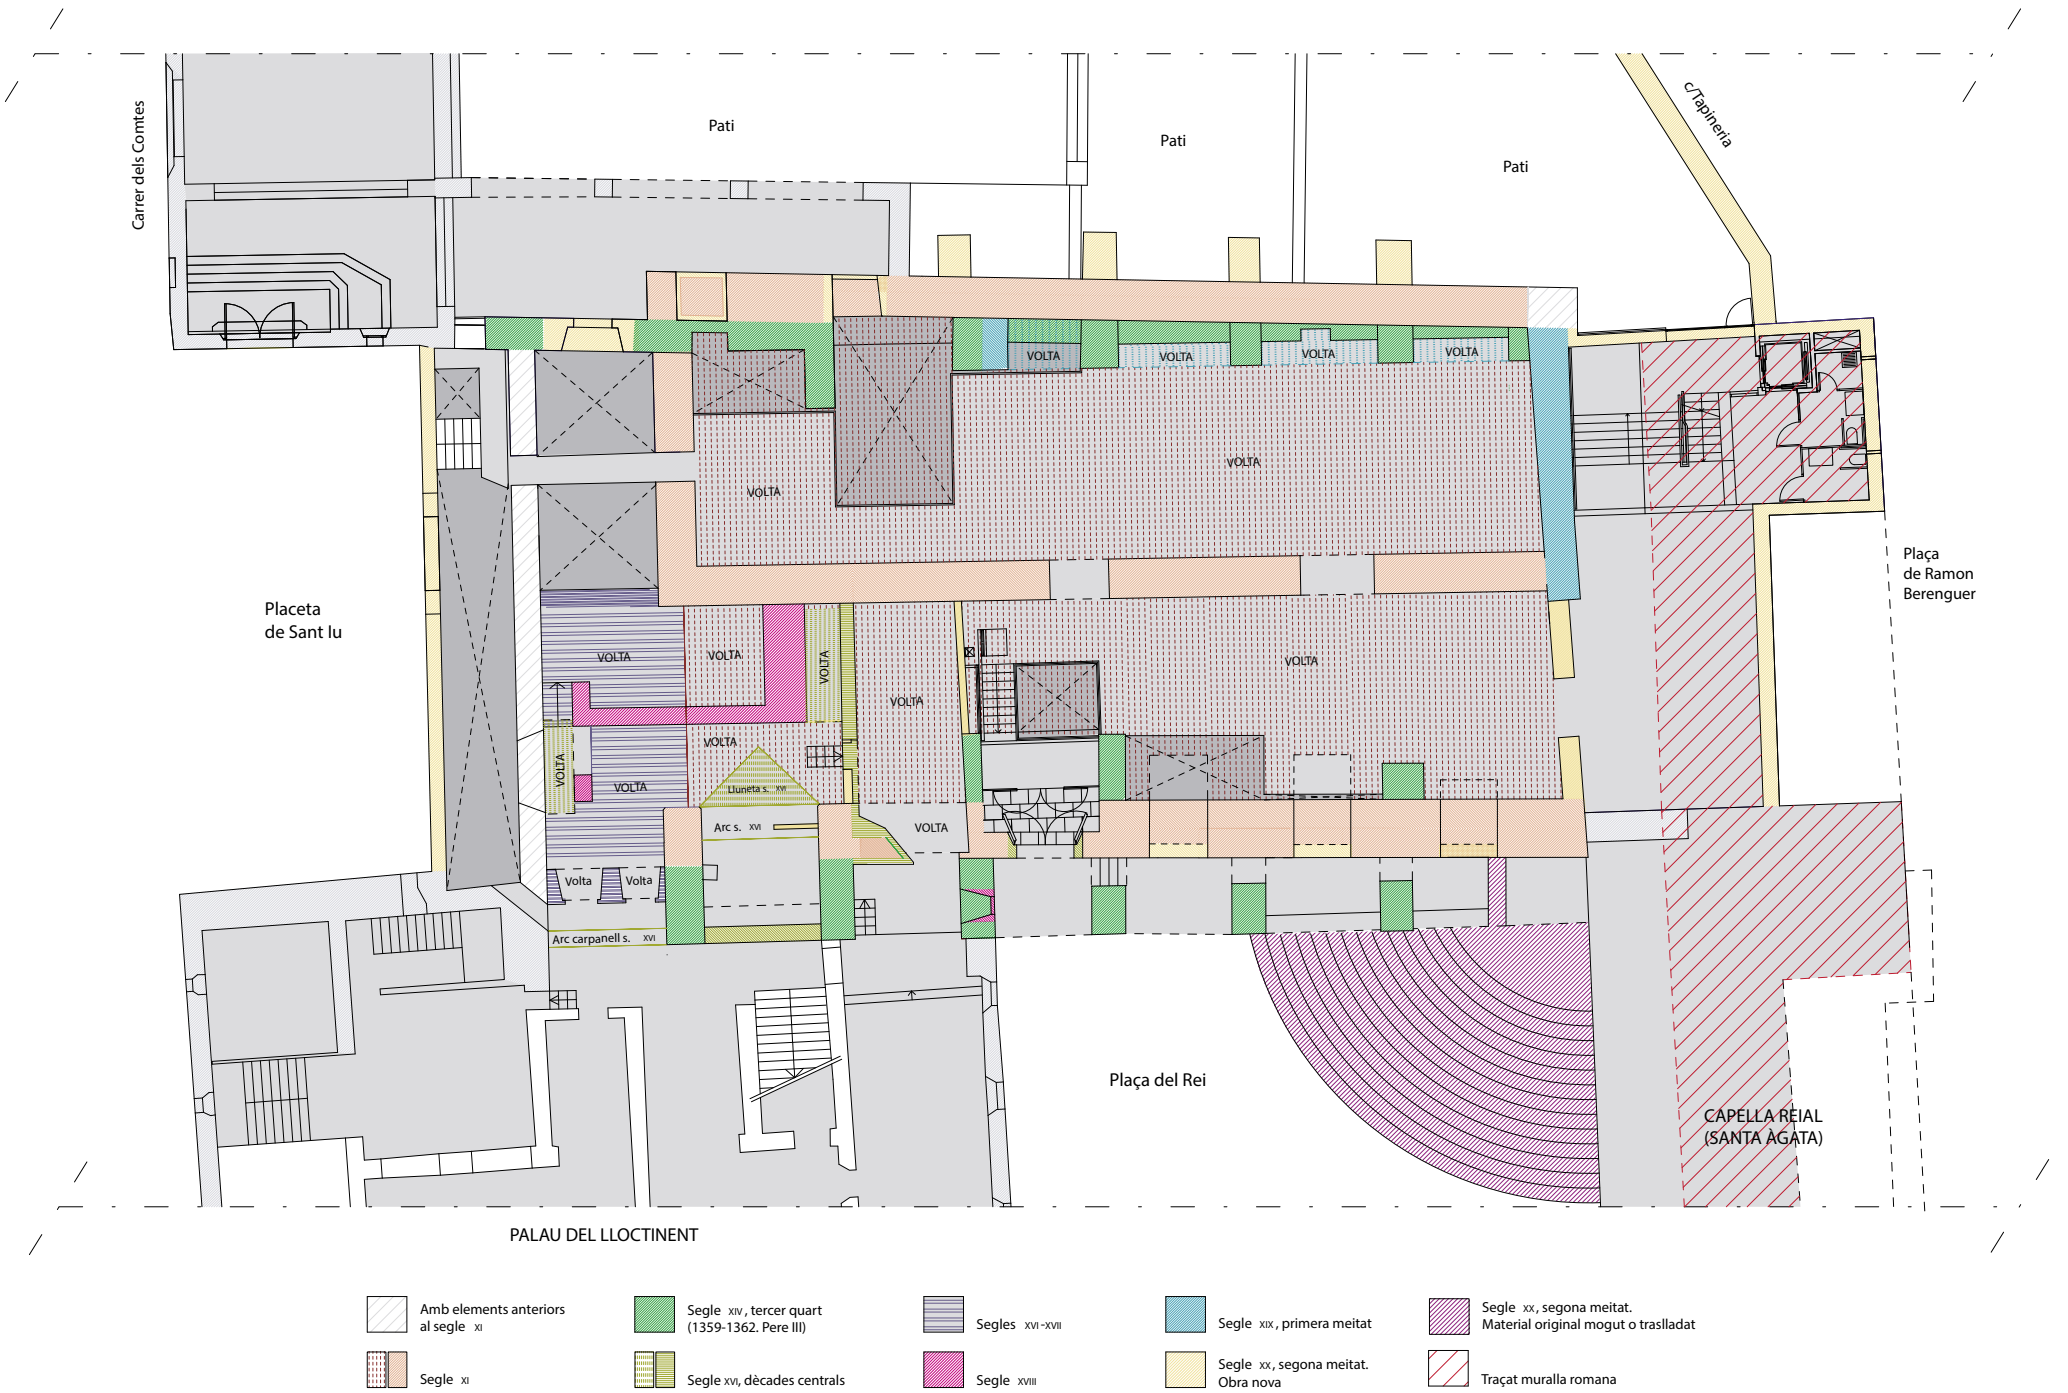 Carrer dels Comtes
Pati
Pati
Pati
c/Tapineria
VOLTA
VOLTA
VOLTA
VOLTA
VOLTA
VOLTA
Plaça
de Ramon
Berenguer
Placeta
de Sant Iu
VOLTA
VOLTA
VOLTA
VOLTA
VOLTA
VOLTA
VOLTA
VOLTA
Lluneta s. XVI
Arc s. XVI
VOLTA
Volta
Volta
Arc carpanell s. XVI
Plaça del Rei
CAPELLA REIAL
(SANTA ÀGATA)
PALAU DEL LLOCTINENT
Amb elements anteriors
al segle XI
Segle XI
Segle XIV, tercer quart
(1359-1362. Pere III)
Segle XVI, dècades centrals
Segles XVI-XVII
Segle XVIII
Segle XIX, primera meitat
Segle XX, segona meitat.
Obra nova
Segle XX, segona meitat.
Material original mogut o traslladat
Traçat muralla romana
VOLTA